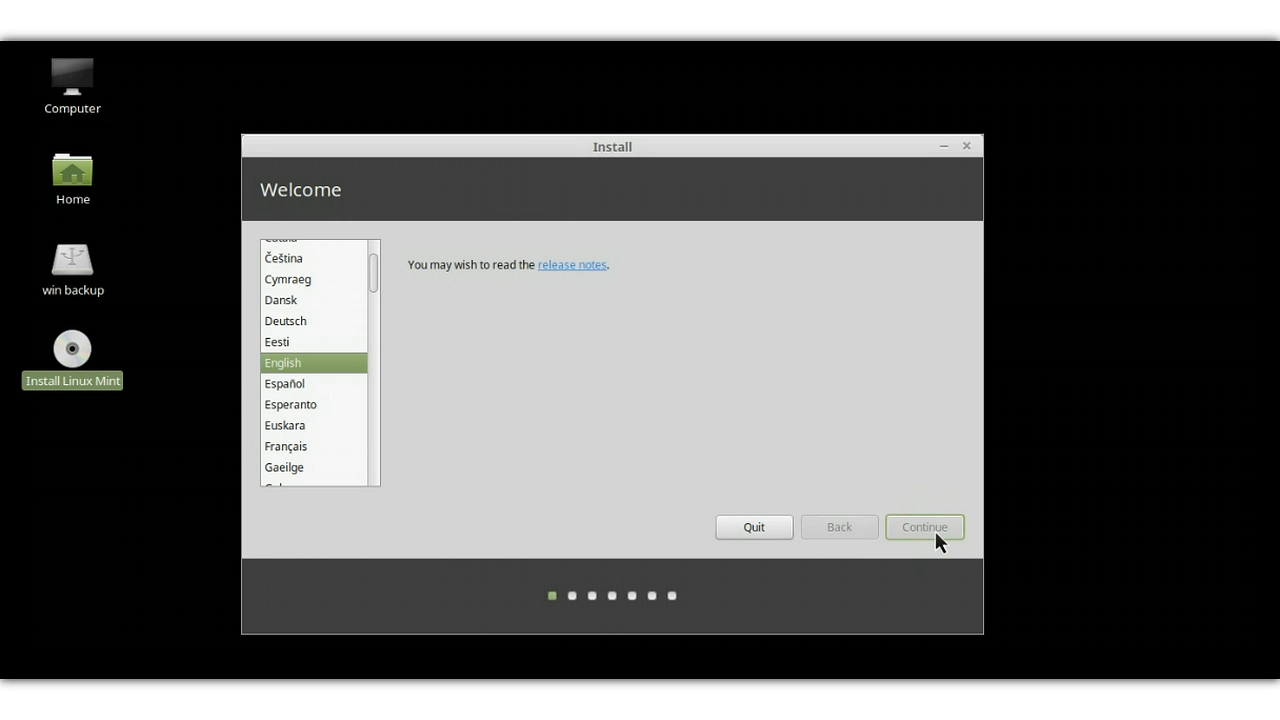 Computer
Home
win backup
Install Linux Mint
Install
Welcome
Čeština
Cymraeg
Dansk
Deutsch
Eesti
English
Español
Esperanto
Euskara
Français
Gaeilge
You may wish to read the release notes.
Quit
Back
Continue